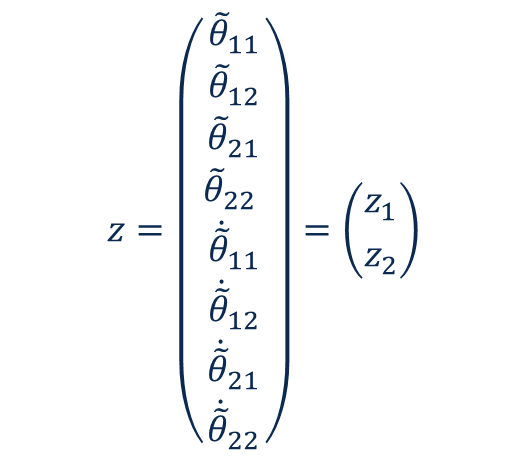 z = ( θ̃₁₁
θ̃₁₂
θ̃₂₁
θ̃₂₂
θ̃̇₁₁
θ̃̇₁₂
θ̃̇₂₁
θ̃̇₂₂ ) = ( z₁
z₂ )